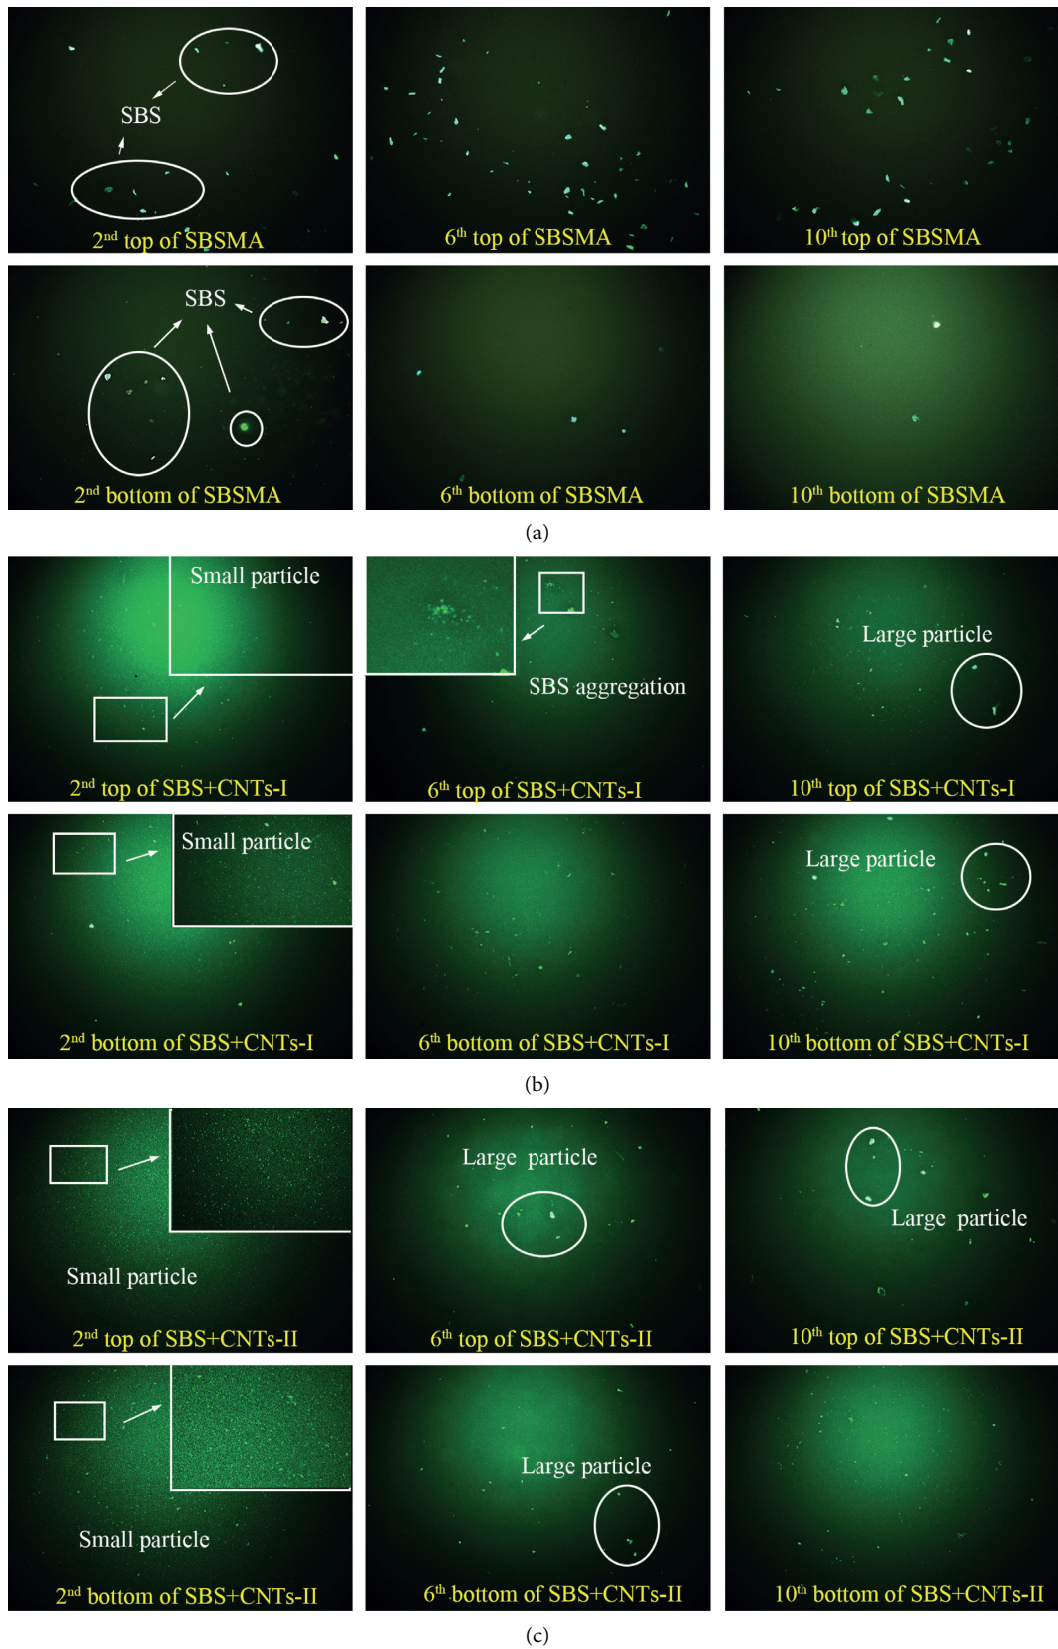 SBS
2nd top of SBSMA
6th top of SBSMA
10th top of SBSMA
SBS
2nd bottom of SBSMA
6th bottom of SBSMA
10th bottom of SBSMA
(a)
Small particle
2nd top of SBS+CNTs-I
SBS aggregation
6th top of SBS+CNTs-I
Large particle
10th top of SBS+CNTs-I
Small particle
2nd bottom of SBS+CNTs-I
6th bottom of SBS+CNTs-I
Large particle
10th bottom of SBS+CNTs-I
(b)
Small particle
2nd top of SBS+CNTs-II
Large particle
6th top of SBS+CNTs-II
Large particle
10th top of SBS+CNTs-II
Small particle
2nd bottom of SBS+CNTs-II
Large particle
6th bottom of SBS+CNTs-II
10th bottom of SBS+CNTs-II
(c)